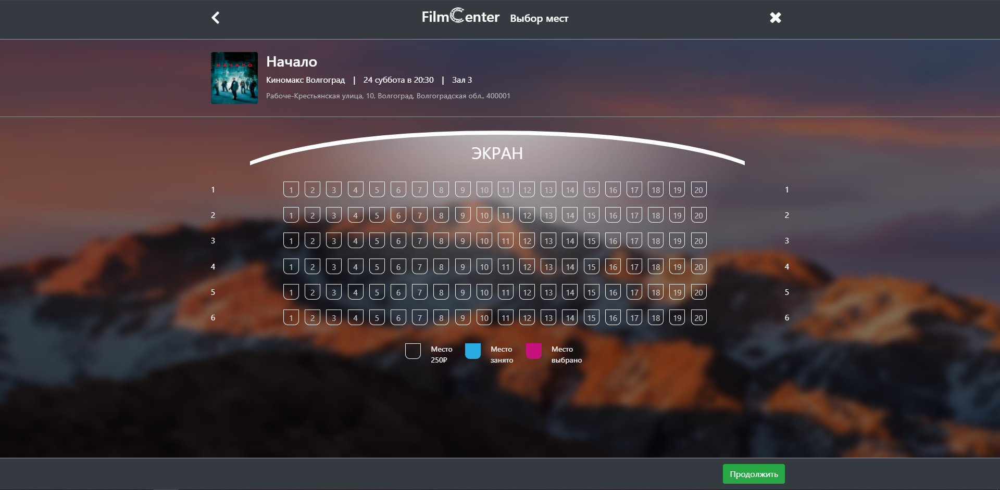 FilmCenter Выбор мест
НАЧАЛО
Начало
Киномакс Волгоград | 24 суббота в 20:30 | Зал 3
Рабоче-Крестьянская улица, 10, Волгоград, Волгоградская обл., 400001
ЭКРАН
1 1 2 3 4 5 6 7 8 9 10 11 12 13 14 15 16 17 18 19 20 1
2 1 2 3 4 5 6 7 8 9 10 11 12 13 14 15 16 17 18 19 20 2
3 1 2 3 4 5 6 7 8 9 10 11 12 13 14 15 16 17 18 19 20 3
4 1 2 3 4 5 6 7 8 9 10 11 12 13 14 15 16 17 18 19 20 4
5 1 2 3 4 5 6 7 8 9 10 11 12 13 14 15 16 17 18 19 20 5
6 1 2 3 4 5 6 7 8 9 10 11 12 13 14 15 16 17 18 19 20 6
Место
250₽
Место
занято
Место
выбрано
Продолжить